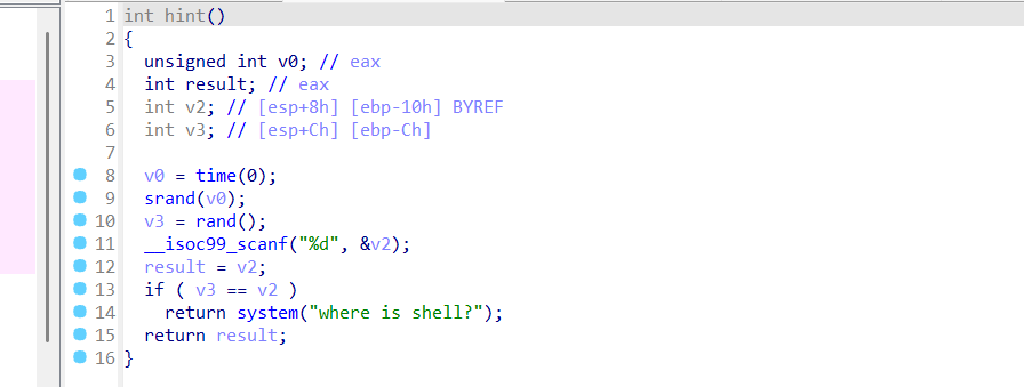 1 int hint()
2 {
3   unsigned int v0; // eax
4   int result; // eax
5   int v2; // [esp+8h] [ebp-10h] BYREF
6   int v3; // [esp+Ch] [ebp-Ch]
7
8   v0 = time(0);
9   srand(v0);
10   v3 = rand();
11   __isoc99_scanf("%d", &v2);
12   result = v2;
13   if ( v3 == v2 )
14     return system("where is shell?");
15   return result;
16 }